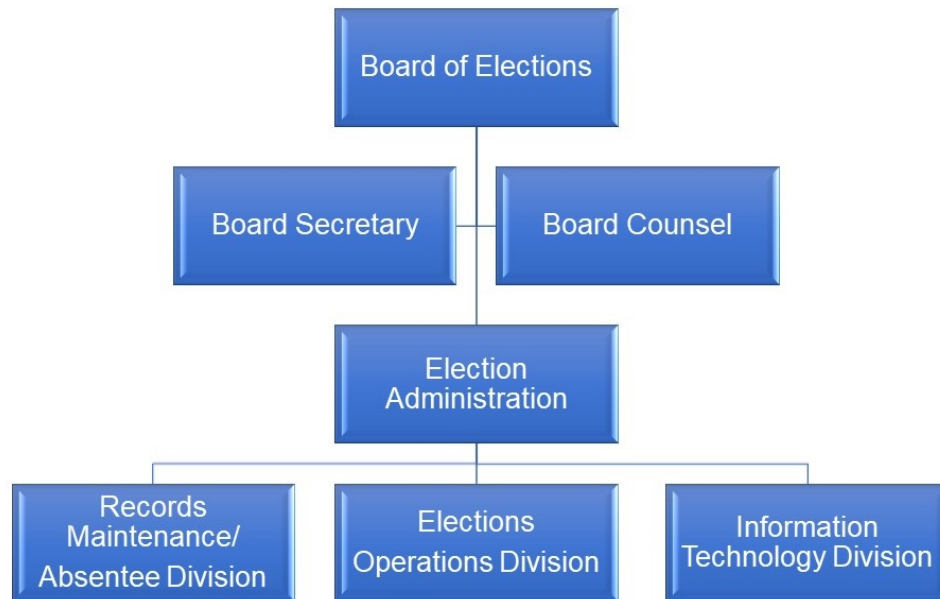 Board of Elections
Board Secretary
Board Counsel
Election
Administration
Records
Maintenance/
Absentee Division
Elections
Operations Division
Information
Technology Division